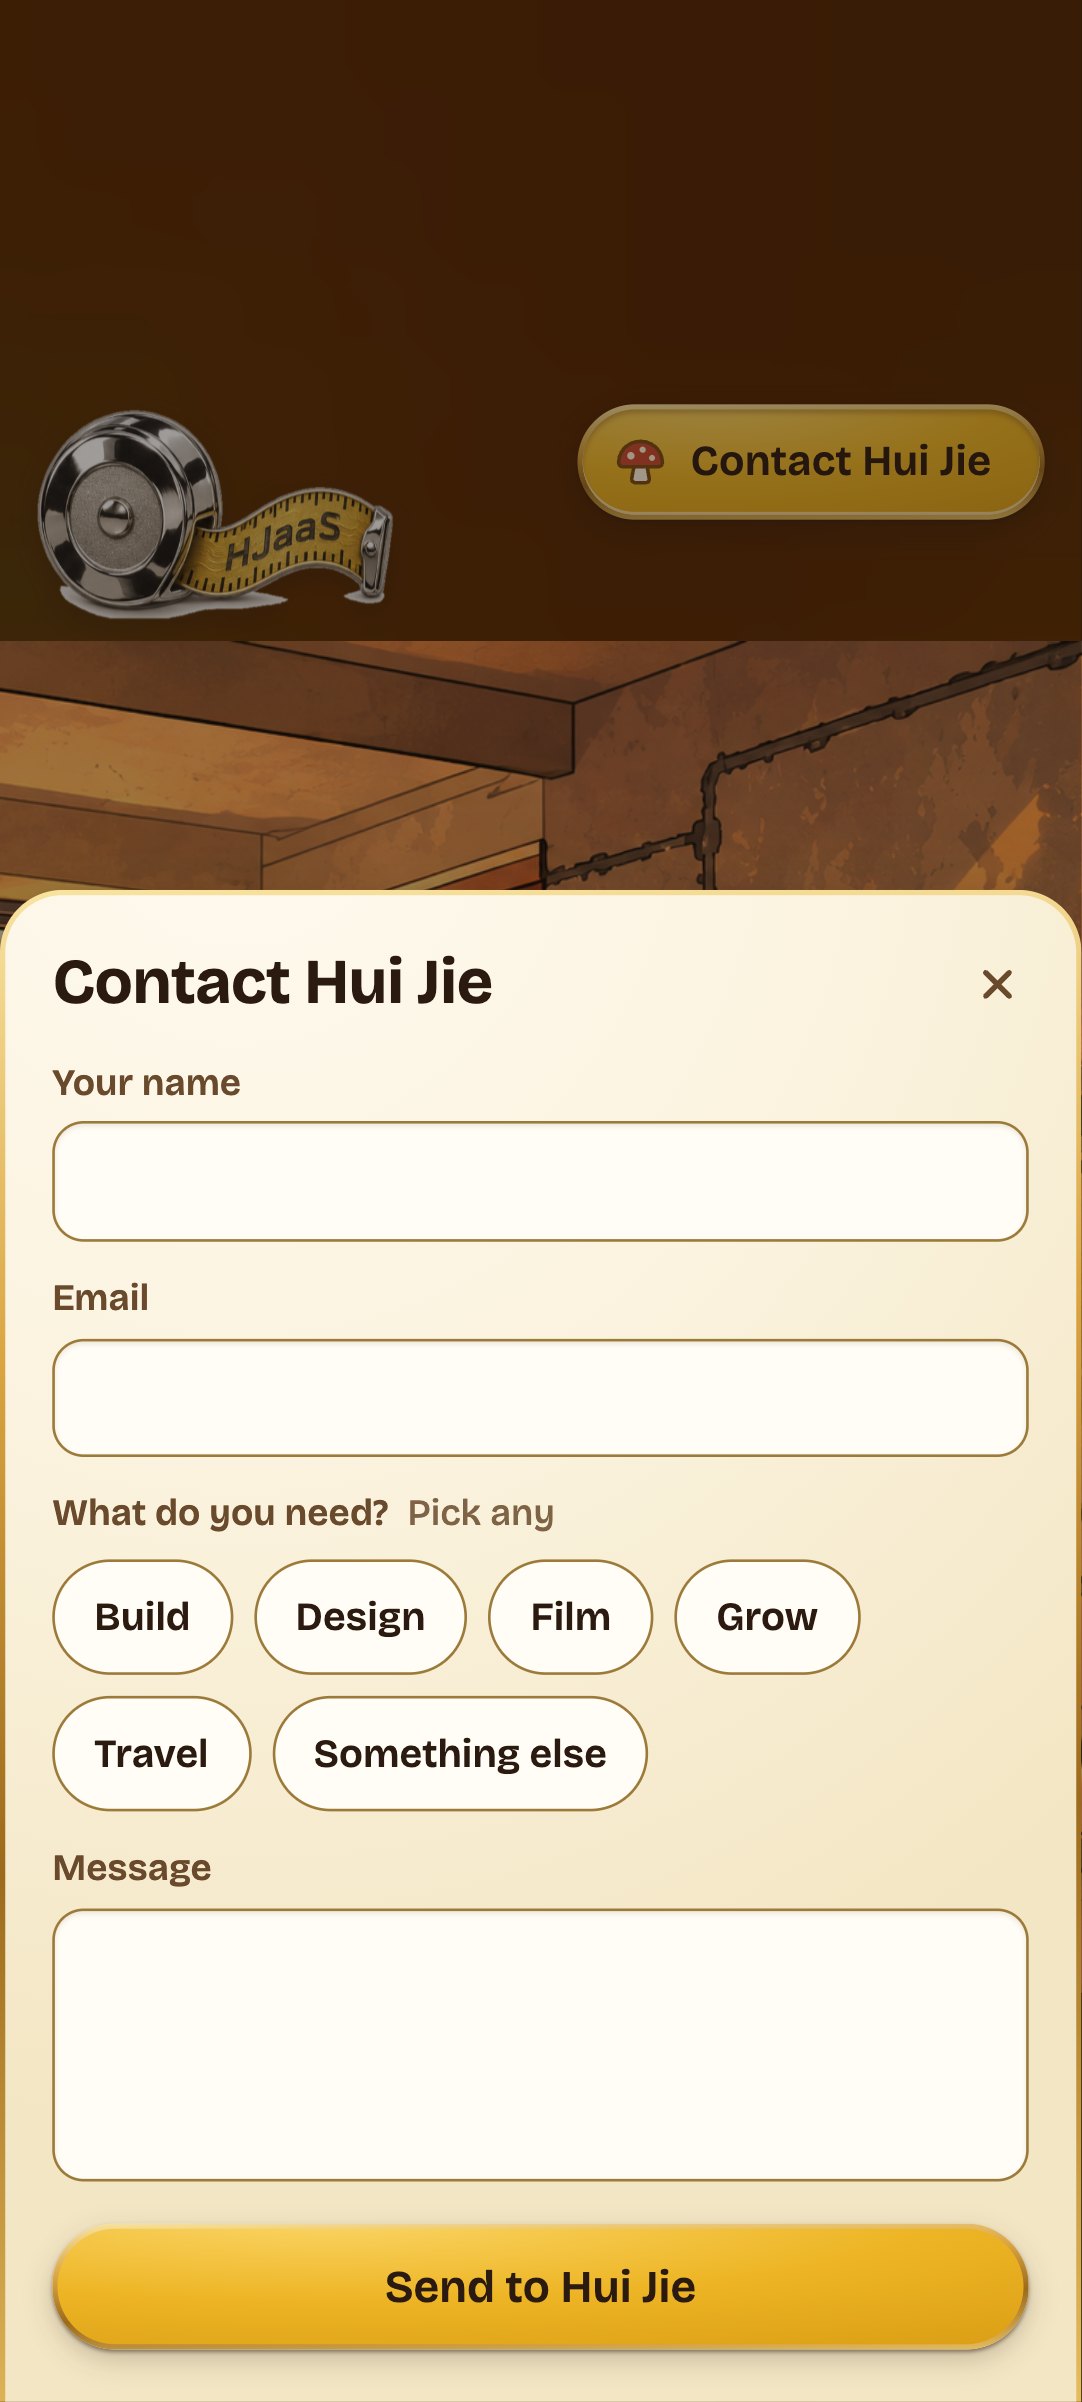 HJaaS
Contact Hui Jie
Contact Hui Jie
Your name
Email
What do you need? Pick any
Build Design Film Grow
Travel Something else
Message
Send to Hui Jie